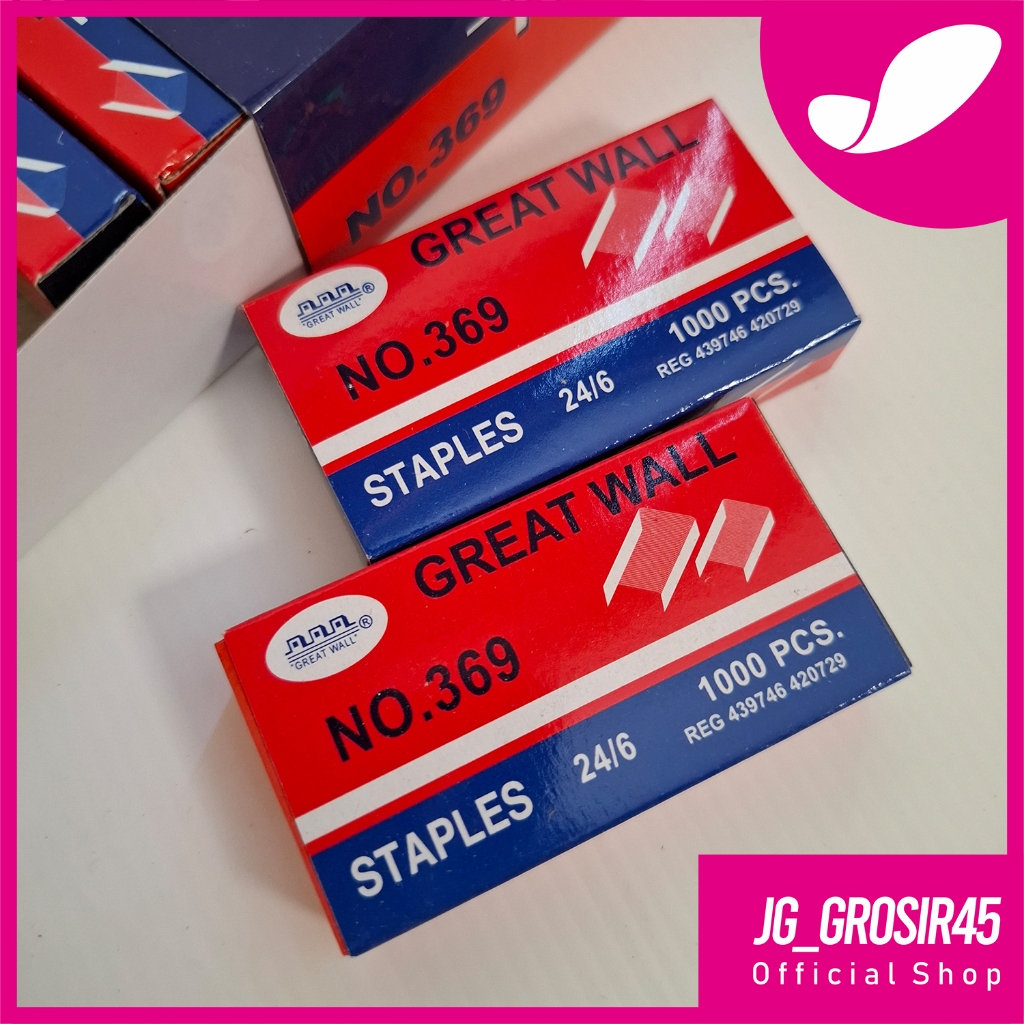 NO.369
GREAT WALL
"GREAT WALL" ®
NO.369
1000 PCS.
REG 439746 420729
STAPLES 24/6
GREAT WALL
"GREAT WALL" ®
NO.369
1000 PCS.
REG 439746 420729
STAPLES 24/6
JG_GROSIR45
Official Shop